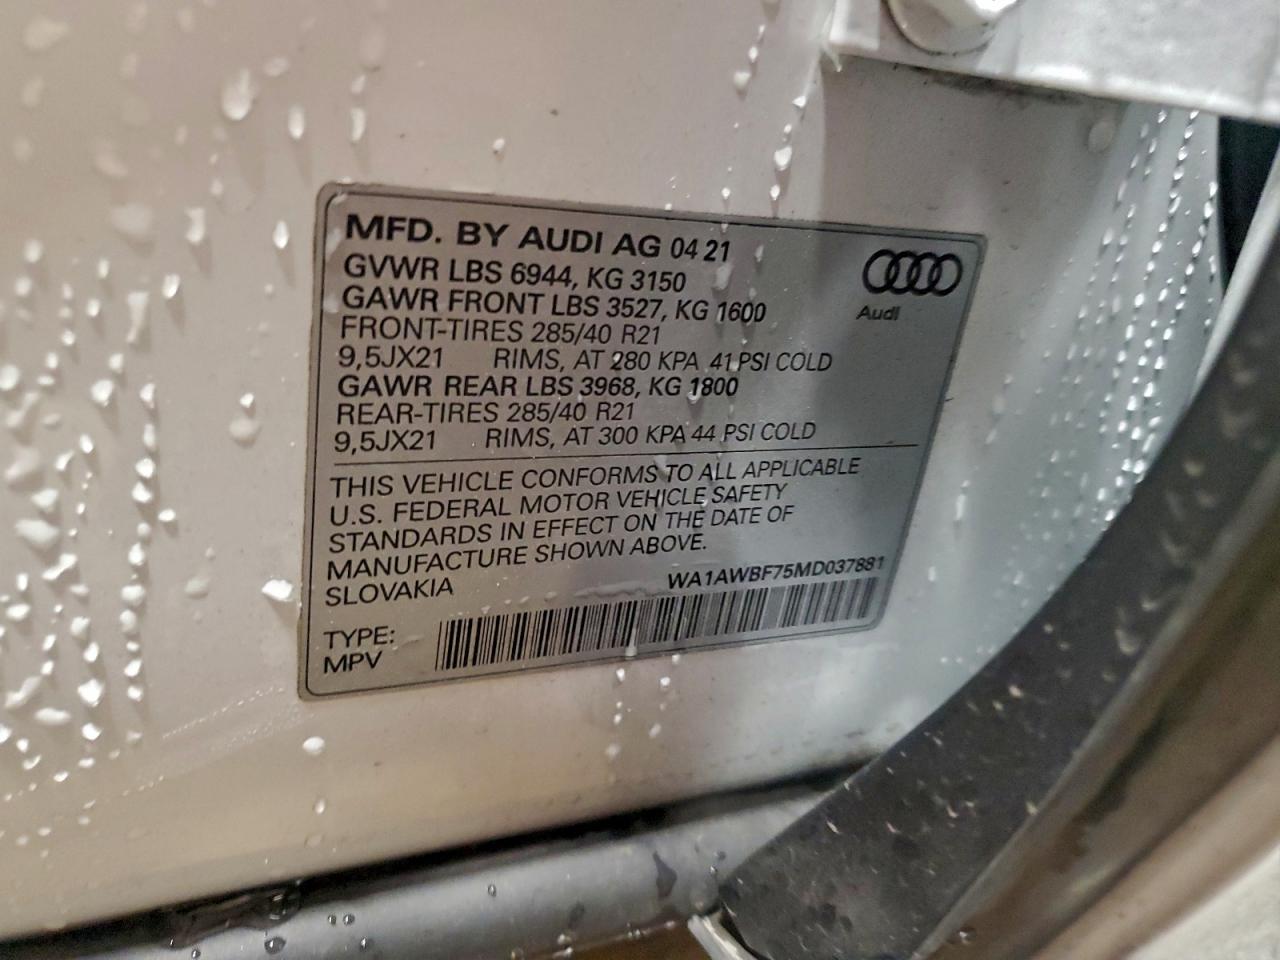 MFD. BY AUDI AG 04 21
GVWR LBS 6944, KG 3150
GAWR FRONT LBS 3527, KG 1600
Audi
FRONT-TIRES 285/40 R21
9,5JX21 RIMS, AT 280 KPA 41 PSI COLD
GAWR REAR LBS 3968, KG 1800
REAR-TIRES 285/40 R21
9,5JX21 RIMS, AT 300 KPA 44 PSI COLD
THIS VEHICLE CONFORMS TO ALL APPLICABLE
U.S. FEDERAL MOTOR VEHICLE SAFETY
STANDARDS IN EFFECT ON THE DATE OF
MANUFACTURE SHOWN ABOVE.
SLOVAKIA WA1AWBF75MD037881
TYPE:
MPV